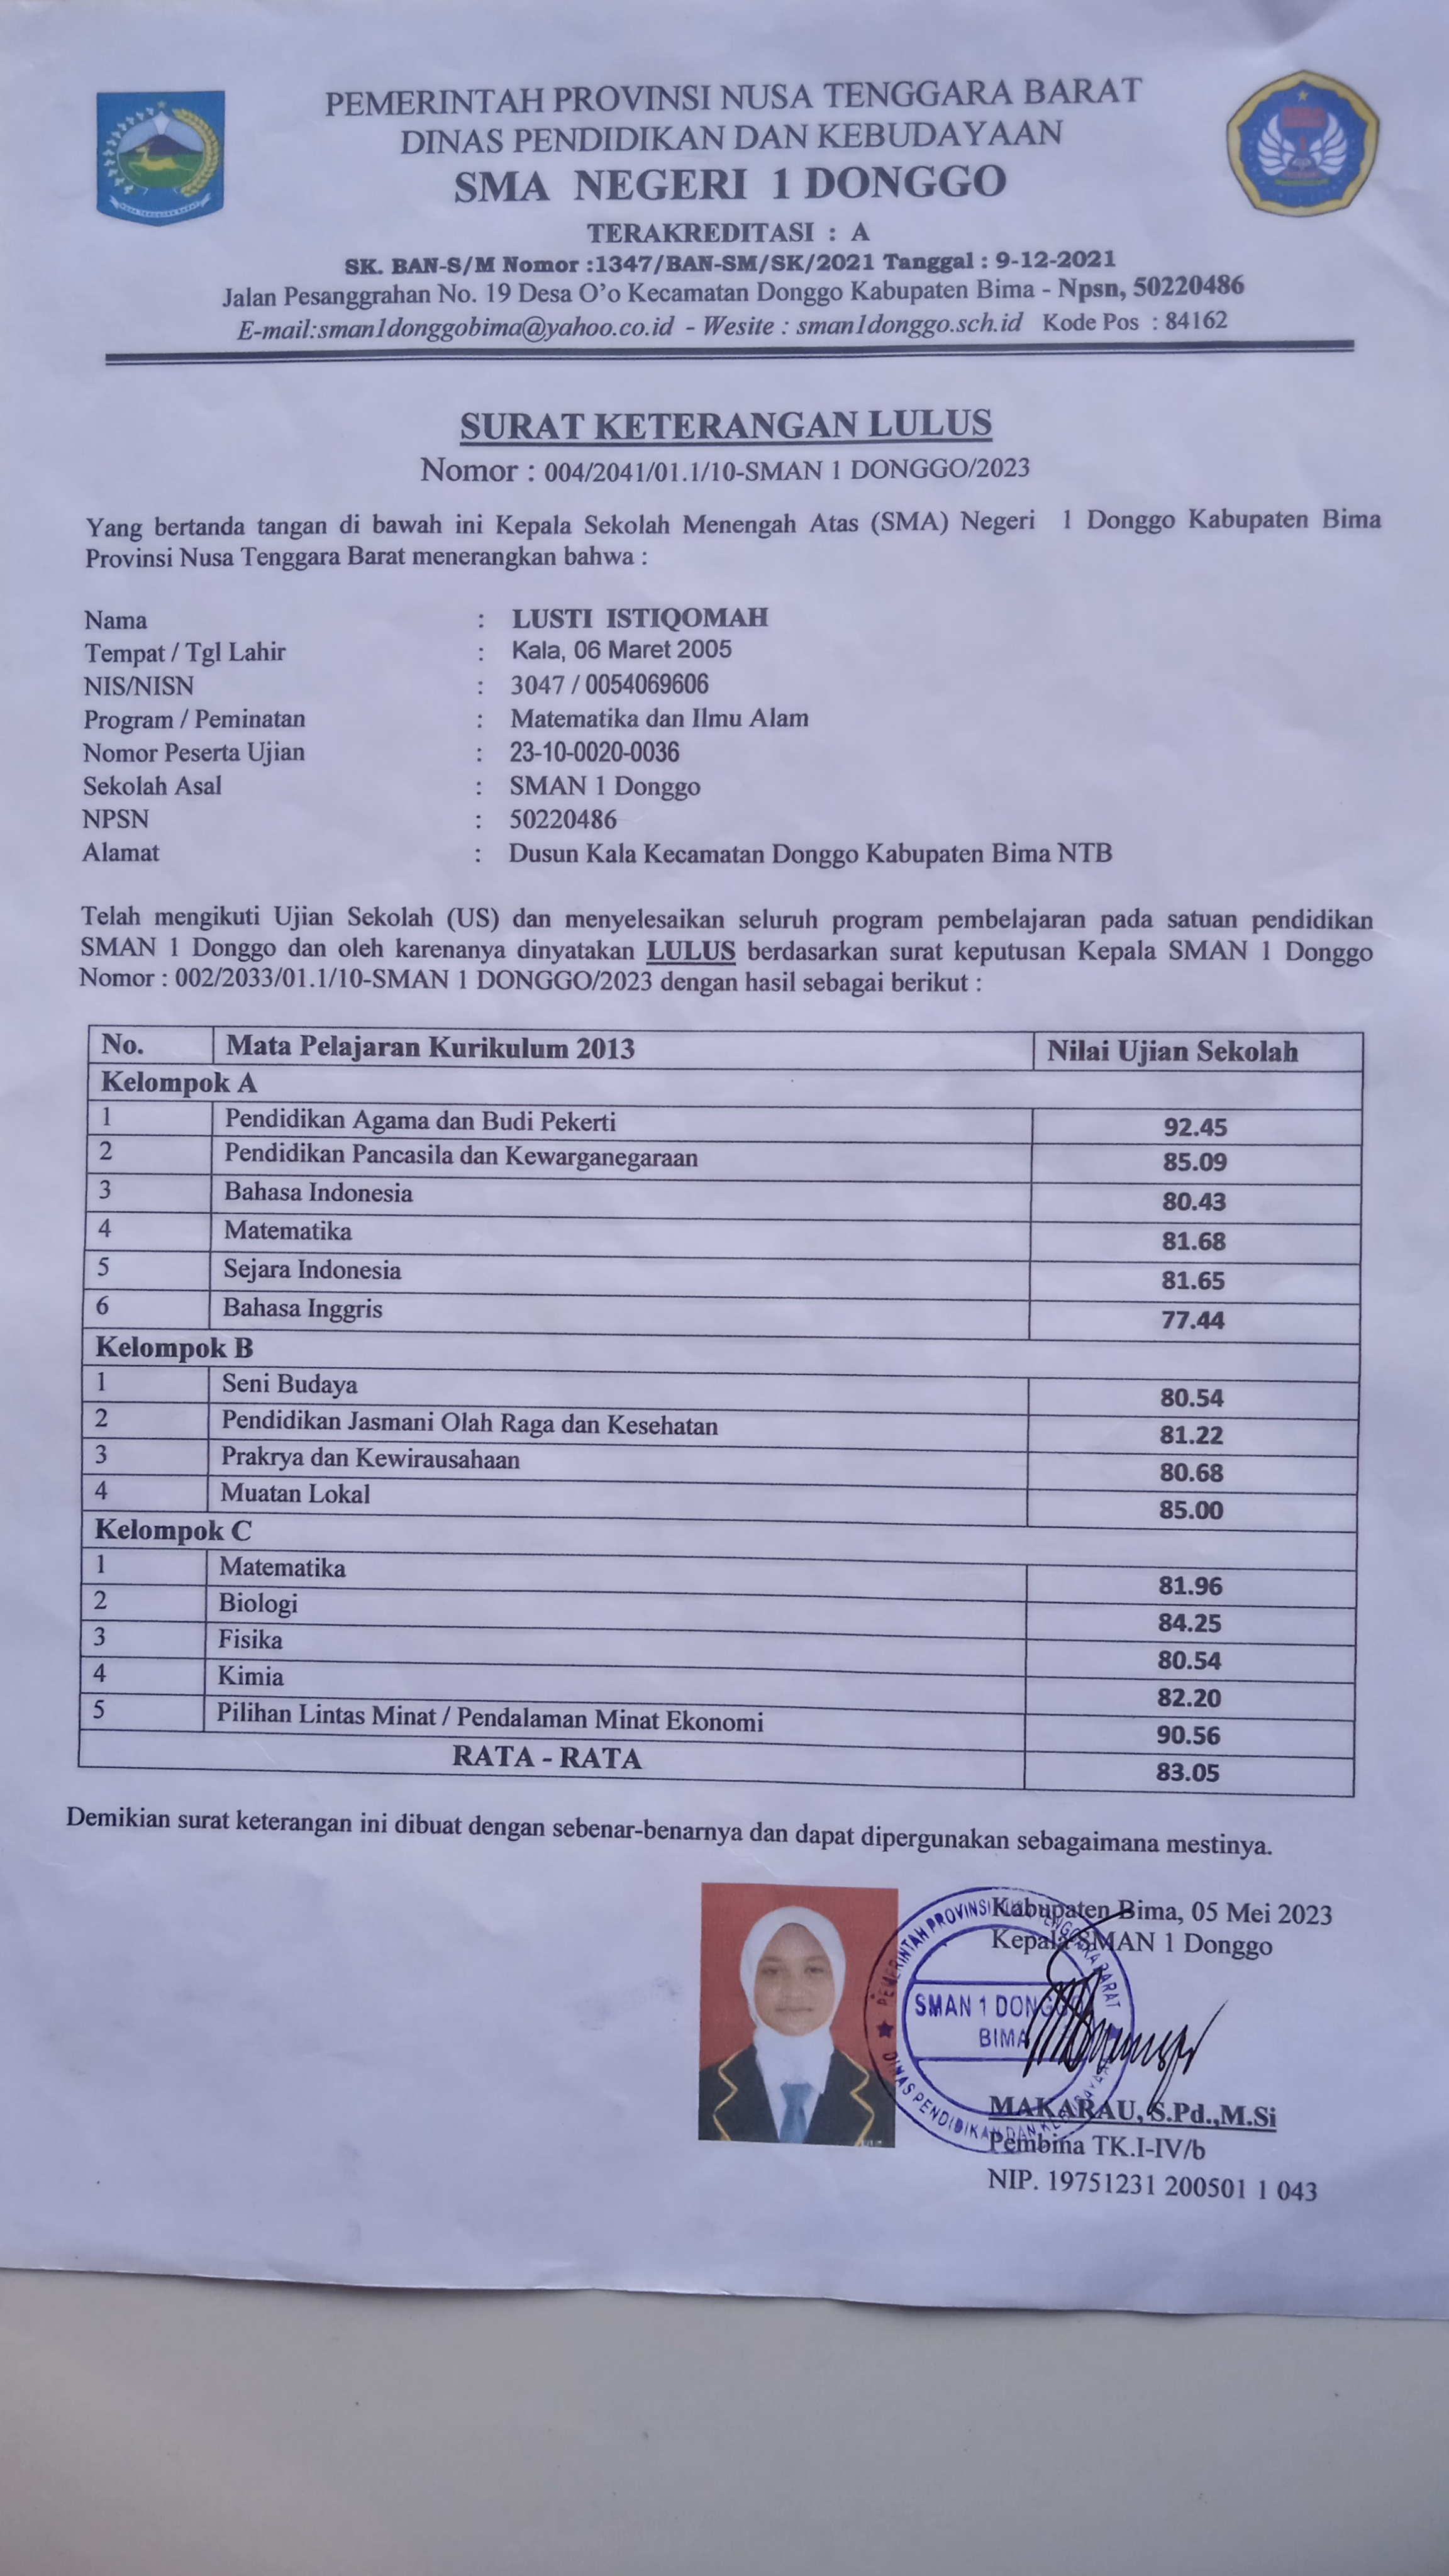 PEMERINTAH PROVINSI NUSA TENGGARA BARAT
DINAS PENDIDIKAN DAN KEBUDAYAAN
SMA NEGERI 1 DONGGO
TERAKREDITASI : A
SK. BAN-S/M Nomor :1347/BAN-SM/SK/2021 Tanggal : 9-12-2021
Jalan Pesanggrahan No. 19 Desa O’o Kecamatan Donggo Kabupaten Bima - Npsn, 50220486
E-mail:sman1donggobima@yahoo.co.id - Wesite : sman1donggo.sch.id Kode Pos : 84162
SURAT KETERANGAN LULUS
Nomor : 004/2041/01.1/10-SMAN 1 DONGGO/2023
Yang bertanda tangan di bawah ini Kepala Sekolah Menengah Atas (SMA) Negeri 1 Donggo Kabupaten Bima
Provinsi Nusa Tenggara Barat menerangkan bahwa :
Nama : LUSTI ISTIQOMAH
Tempat / Tgl Lahir : Kala, 06 Maret 2005
NIS/NISN : 3047 / 0054069606
Program / Peminatan : Matematika dan Ilmu Alam
Nomor Peserta Ujian : 23-10-0020-0036
Sekolah Asal : SMAN 1 Donggo
NPSN : 50220486
Alamat : Dusun Kala Kecamatan Donggo Kabupaten Bima NTB
Telah mengikuti Ujian Sekolah (US) dan menyelesaikan seluruh program pembelajaran pada satuan pendidikan
SMAN 1 Donggo dan oleh karenanya dinyatakan LULUS berdasarkan surat keputusan Kepala SMAN 1 Donggo
Nomor : 002/2033/01.1/10-SMAN 1 DONGGO/2023 dengan hasil sebagai berikut :
No. Mata Pelajaran Kurikulum 2013 Nilai Ujian Sekolah
Kelompok A
1 Pendidikan Agama dan Budi Pekerti 92.45
2 Pendidikan Pancasila dan Kewarganegaraan 85.09
3 Bahasa Indonesia 80.43
4 Matematika 81.68
5 Sejara Indonesia 81.65
6 Bahasa Inggris 77.44
Kelompok B
1 Seni Budaya 80.54
2 Pendidikan Jasmani Olah Raga dan Kesehatan 81.22
3 Prakrya dan Kewirausahaan 80.68
4 Muatan Lokal 85.00
Kelompok C
1 Matematika 81.96
2 Biologi 84.25
3 Fisika 80.54
4 Kimia 82.20
5 Pilihan Lintas Minat / Pendalaman Minat Ekonomi 90.56
RATA - RATA 83.05
Demikian surat keterangan ini dibuat dengan sebenar-benarnya dan dapat dipergunakan sebagaimana mestinya.
Kabupaten Bima, 05 Mei 2023
Kepala SMAN 1 Donggo
PEMERINTAH PROVINSI NUSA TENGGARA BARAT
SMAN 1 DONGGO
BIMA
DINAS PENDIDIKAN DAN KEBUDAYAAN
MAKARAU, S.Pd.,M.Si
Pembina TK.I-IV/b
NIP. 19751231 200501 1 043